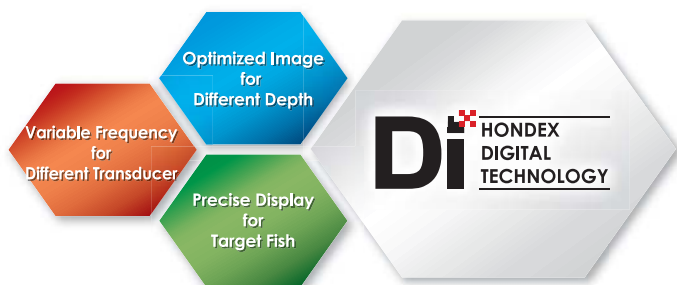 Optimized Image
for
Different Depth
Variable Frequency
for
Different Transducer
Precise Display
for
Target Fish
Di
HONDEX
DIGITAL
TECHNOLOGY